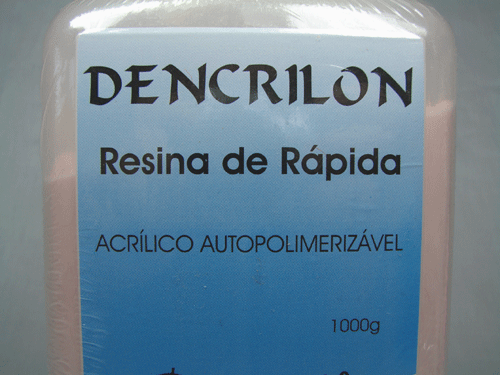 DENCRILON
Resina de Rápida
ACRÍLICO AUTOPOLIMERIZÁVEL
1000g